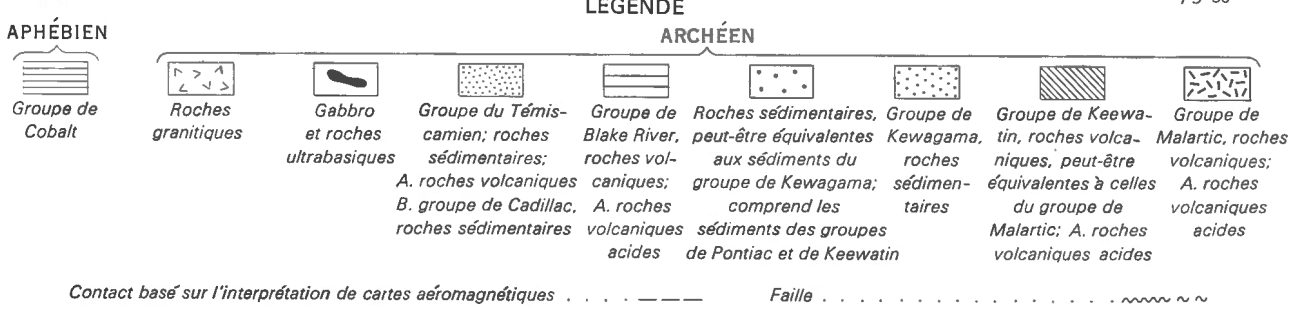 LÉGENDE
APHÉBIEN
ARCHÉEN
Groupe de
Cobalt
Roches
granitiques
Gabbro
et roches
ultrabasiques
Groupe du Témis-
camien; roches
sédimentaires;
A. roches volcaniques
B. groupe de Cadillac,
roches sédimentaires
Groupe de
Blake River,
roches vol-
caniques;
A. roches
volcaniques
acides
Roches sédimentaires,
peut-être équivalentes
aux sédiments du
groupe de Kewagama;
comprend les
sédiments des groupes
de Pontiac et de Keewatin
Groupe de
Kewagama,
roches
sédimen-
taires
Groupe de Keewa-
tin, roches volca-
niques, peut-être
équivalentes à celles
du groupe de
Malartic; A. roches
volcaniques acides
Groupe de
Malartic, roches
volcaniques;
A. roches
volcaniques
acides
Contact basé sur l'interprétation de cartes aéromagnétiques . . . .
Faille . . . . . . . . . . . . . . . . .